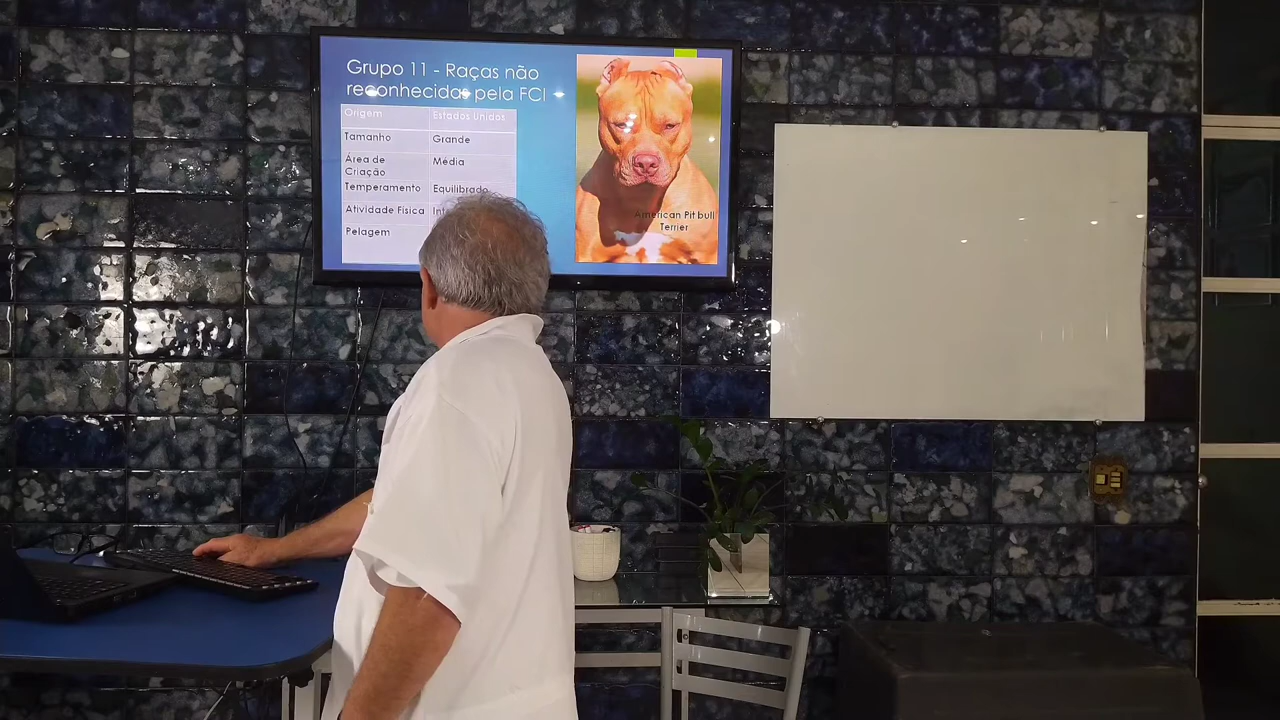 Grupo 11 - Raças não
reconhecidas pela FCI
Origem Estados Unidos
Tamanho Grande
Área de Criação Média
Temperamento Equilibrado
Atividade Física
Pelagem
American Pit bull
Terrier